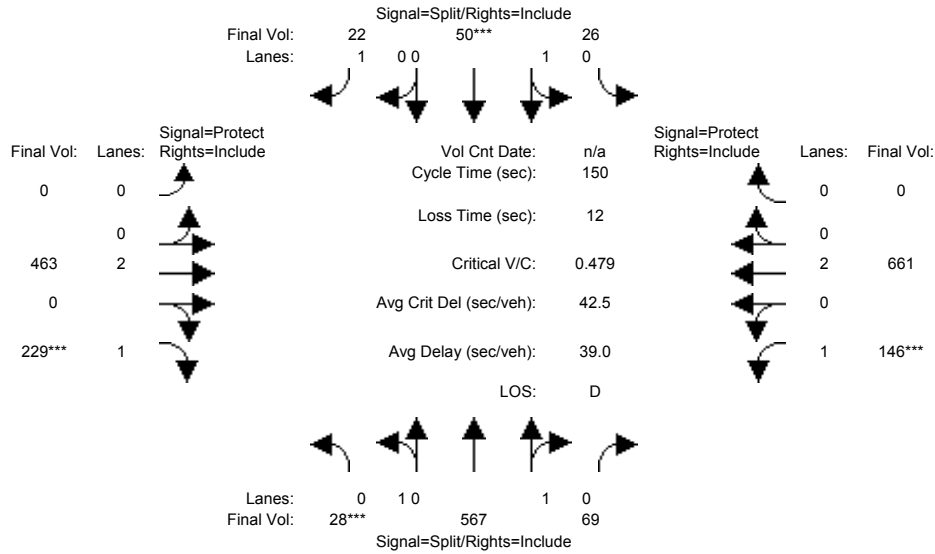 Signal=Split/Rights=Include
Final Vol: 22 50*** 26
Lanes: 1 0 0 1 0
Signal=Protect
Final Vol: Lanes: Rights=Include
Vol Cnt Date: n/a
Signal=Protect
Rights=Include Lanes: Final Vol:
Cycle Time (sec): 150
0 0
0 0
Loss Time (sec): 12
0
0
463 2
Critical V/C: 0.479
2 661
0
Avg Crit Del (sec/veh): 42.5
0
229*** 1
Avg Delay (sec/veh): 39.0
1 146***
LOS: D
Lanes: 0 1 0 1 0
Final Vol: 28*** 567 69
Signal=Split/Rights=Include